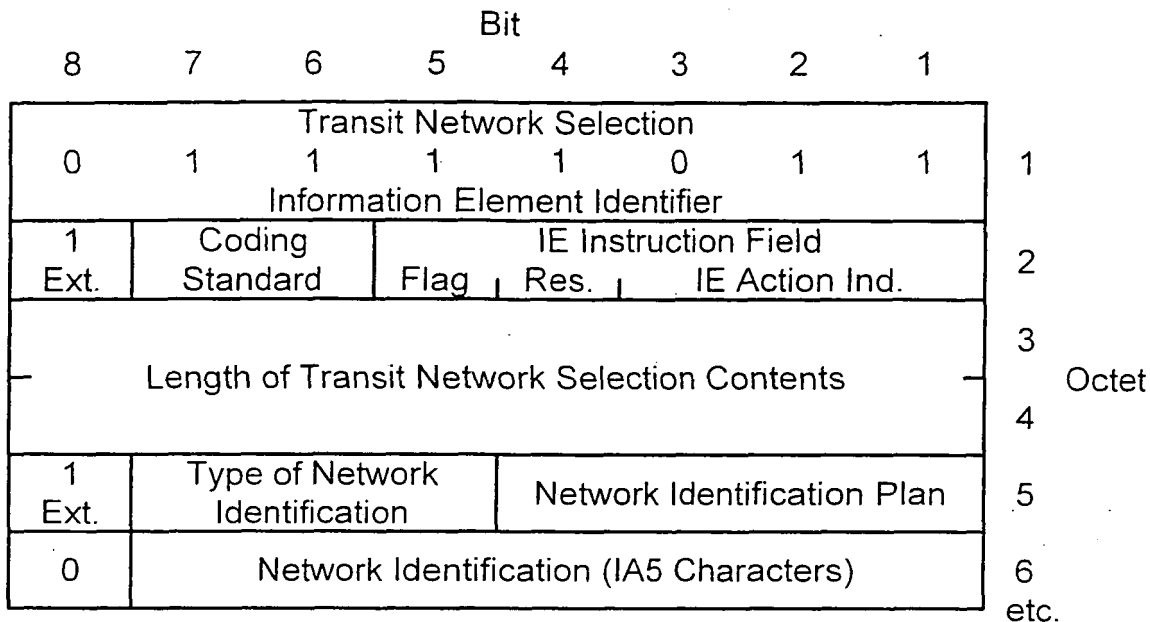 Bit
8 7 6 5 4 3 2 1
Transit Network Selection
0 1 1 1 1 0 1 1 1
Information Element Identifier
1 Coding IE Instruction Field
Ext. Standard Flag Res. IE Action Ind. 2
3
Length of Transit Network Selection Contents Octet
4
1 Type of Network
Ext. Identification Network Identification Plan 5
0 Network Identification (IA5 Characters) 6
etc.